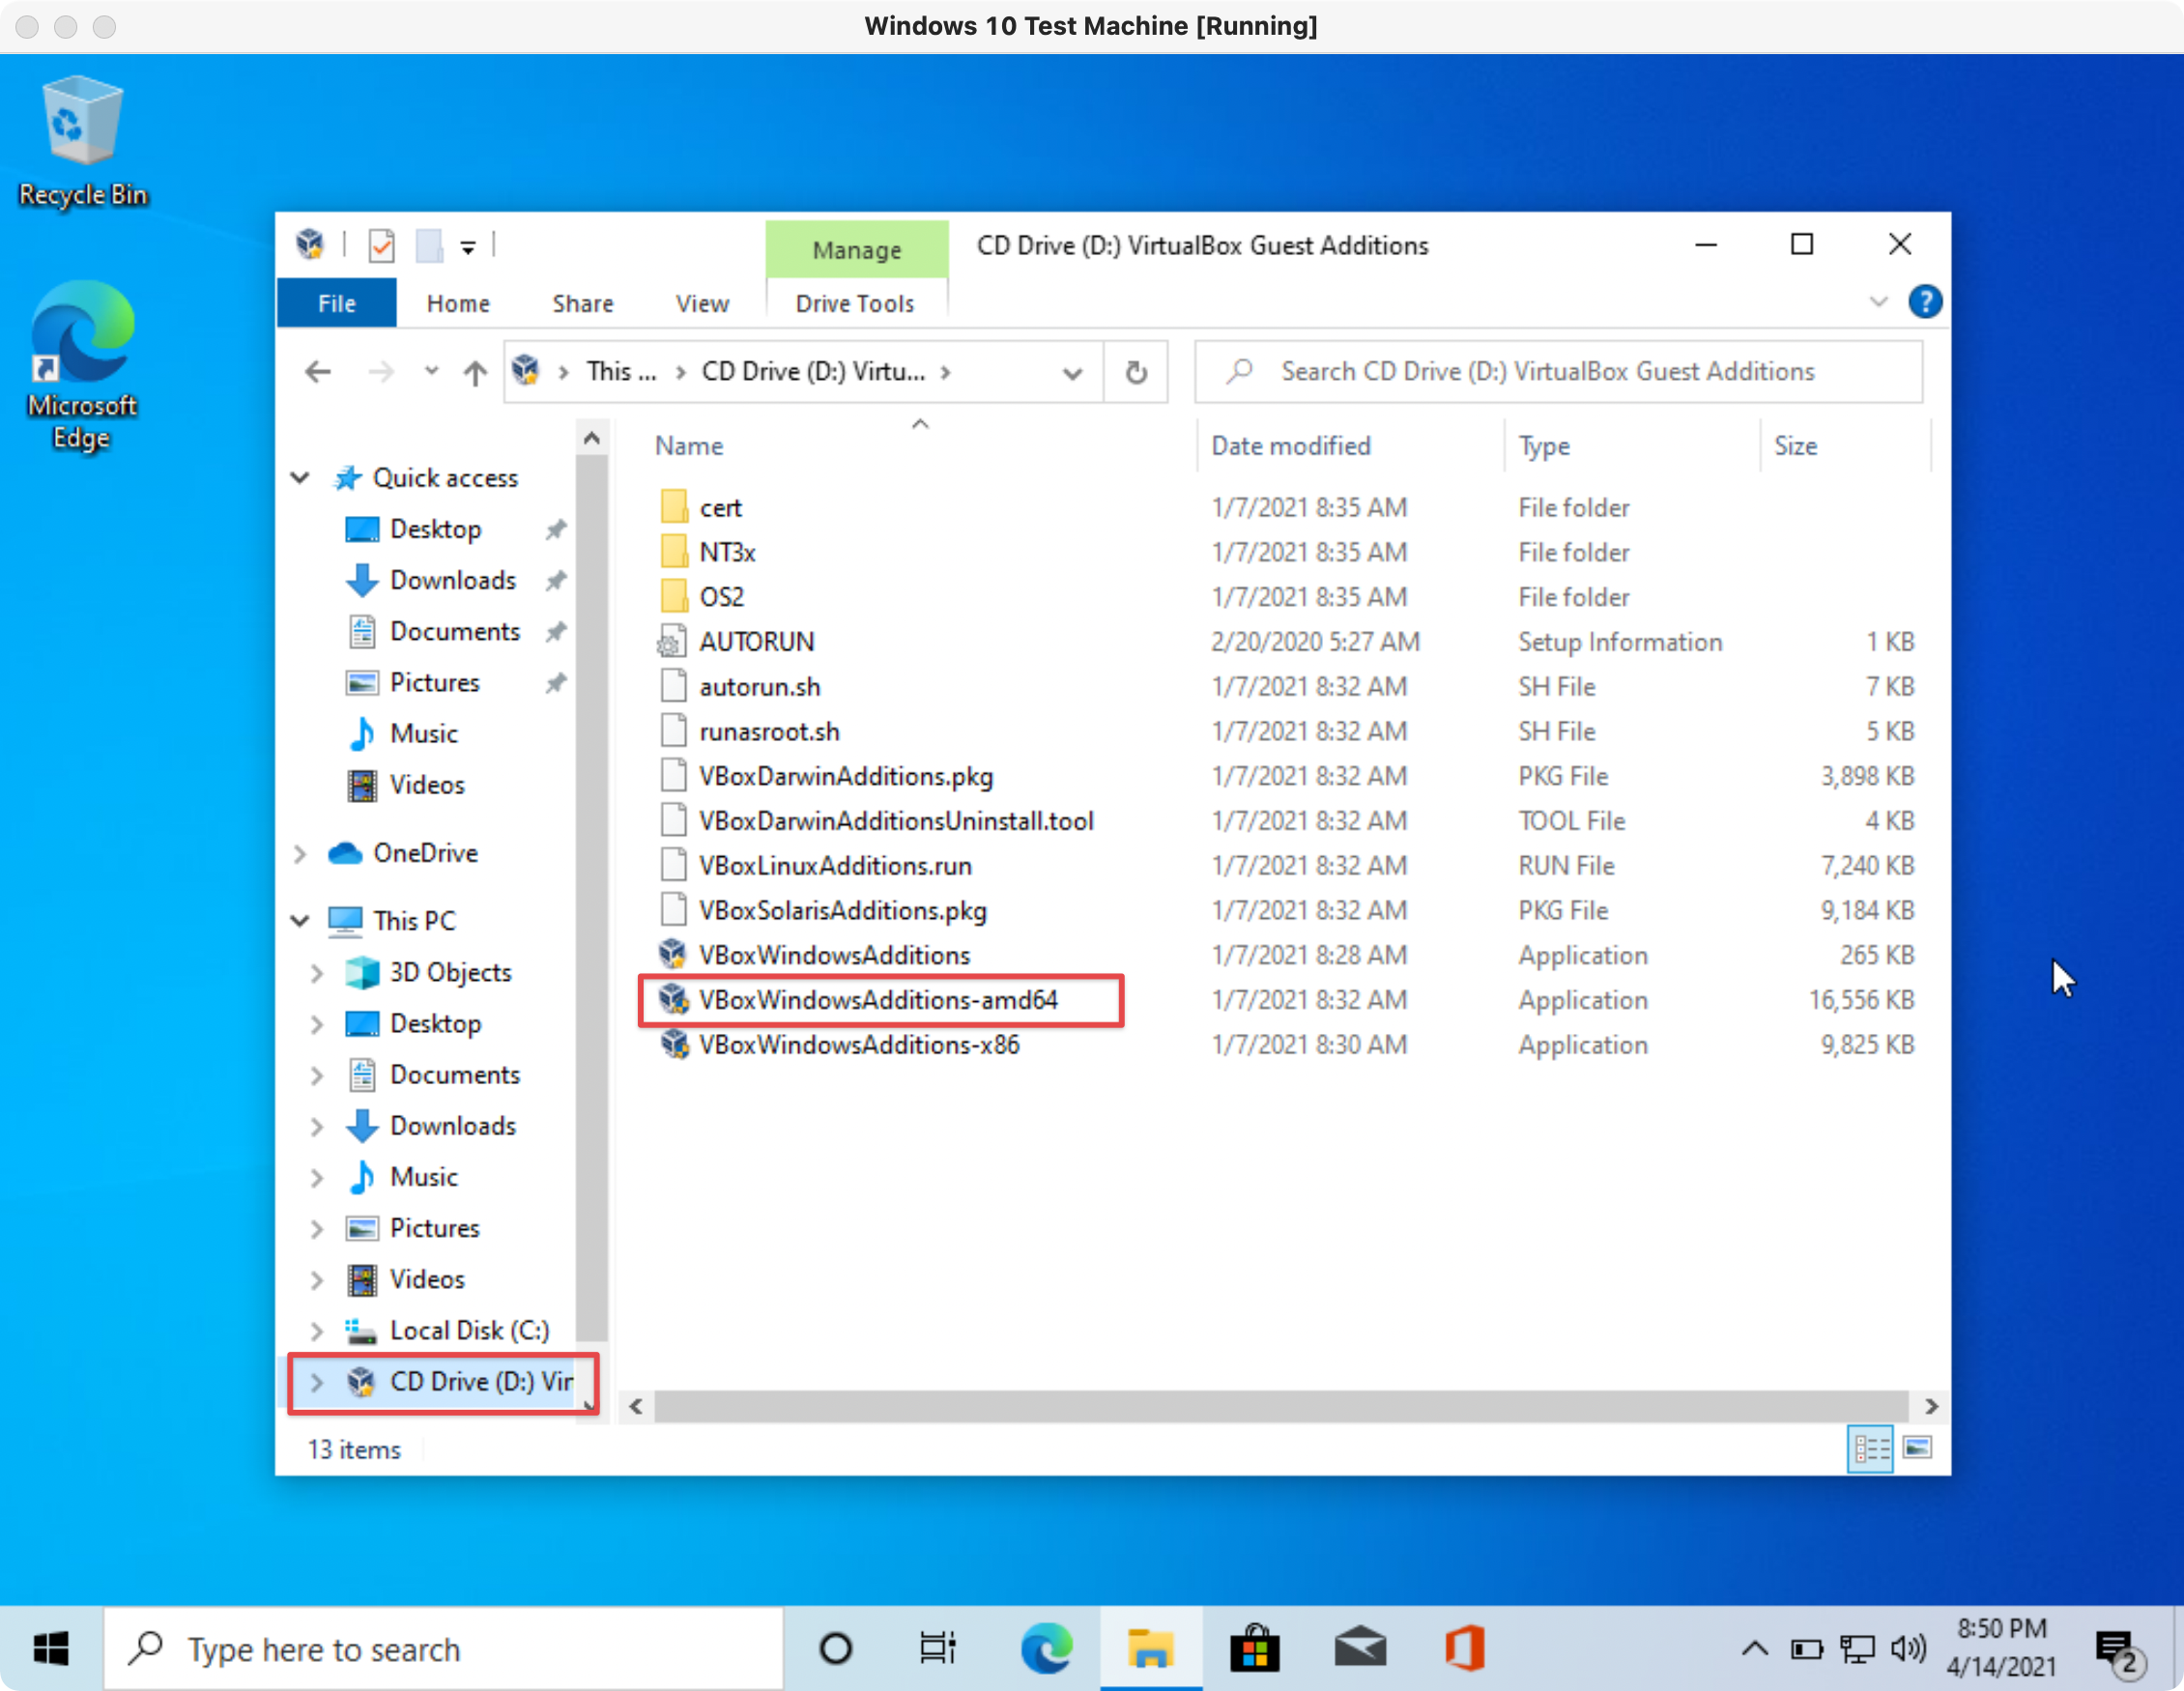 Windows 10 Test Machine [Running]
Recycle Bin
Microsoft
Edge
Manage
CD Drive (D:) VirtualBox Guest Additions
File
Home
Share
View
Drive Tools
?
This ...
CD Drive (D:) Virtu...
Search CD Drive (D:) VirtualBox Guest Additions
Quick access
Desktop
Downloads
Documents
Pictures
Music
Videos
OneDrive
This PC
3D Objects
Desktop
Documents
Downloads
Music
Pictures
Videos
Local Disk (C:)
CD Drive (D:) Vir
Name Date modified Type Size
cert 1/7/2021 8:35 AM File folder
NT3x 1/7/2021 8:35 AM File folder
OS2 1/7/2021 8:35 AM File folder
AUTORUN 2/20/2020 5:27 AM Setup Information 1 KB
autorun.sh 1/7/2021 8:32 AM SH File 7 KB
runasroot.sh 1/7/2021 8:32 AM SH File 5 KB
VBoxDarwinAdditions.pkg 1/7/2021 8:32 AM PKG File 3,898 KB
VBoxDarwinAdditionsUninstall.tool 1/7/2021 8:32 AM TOOL File 4 KB
VBoxLinuxAdditions.run 1/7/2021 8:32 AM RUN File 7,240 KB
VBoxSolarisAdditions.pkg 1/7/2021 8:32 AM PKG File 9,184 KB
VBoxWindowsAdditions 1/7/2021 8:28 AM Application 265 KB
VBoxWindowsAdditions-amd64 1/7/2021 8:32 AM Application 16,556 KB
VBoxWindowsAdditions-x86 1/7/2021 8:30 AM Application 9,825 KB
13 items
Type here to search
8:50 PM
4/14/2021
2